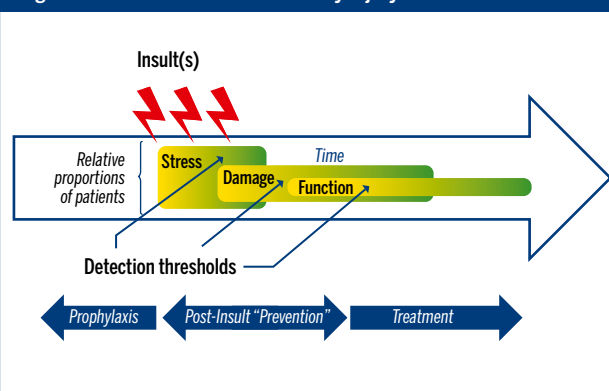 Insult(s)
Relative
proportions
of patients
Stress
Time
Damage
Function
Detection thresholds
Prophylaxis
Post-Insult “Prevention”
Treatment